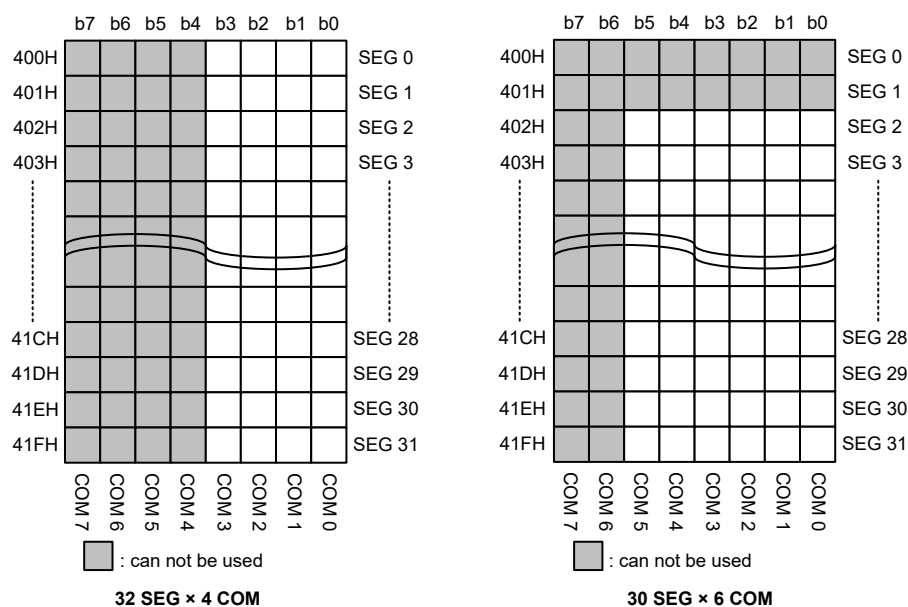 b7 b6 b5 b4 b3 b2 b1 b0
400H SEG 0
401H SEG 1
402H SEG 2
403H SEG 3
41CH SEG 28
41DH SEG 29
41EH SEG 30
41FH SEG 31
COM 7 COM 6 COM 5 COM 4 COM 3 COM 2 COM 1 COM 0
: can not be used
32 SEG × 4 COM
b7 b6 b5 b4 b3 b2 b1 b0
400H SEG 0
401H SEG 1
402H SEG 2
403H SEG 3
41CH SEG 28
41DH SEG 29
41EH SEG 30
41FH SEG 31
COM 7 COM 6 COM 5 COM 4 COM 3 COM 2 COM 1 COM 0
: can not be used
30 SEG × 6 COM